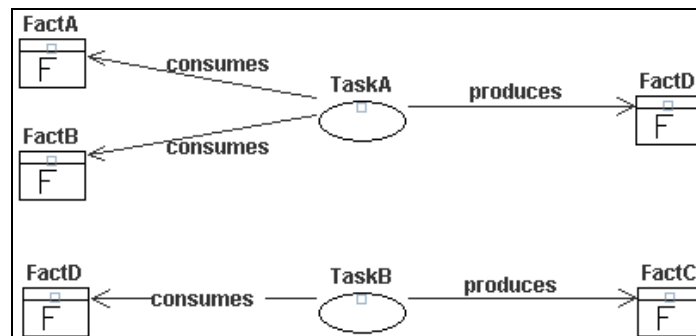 FactA
F
consumes
TaskA
produces
FactD
F
FactB
F
consumes
FactD
F
consumes
TaskB
produces
FactC
F